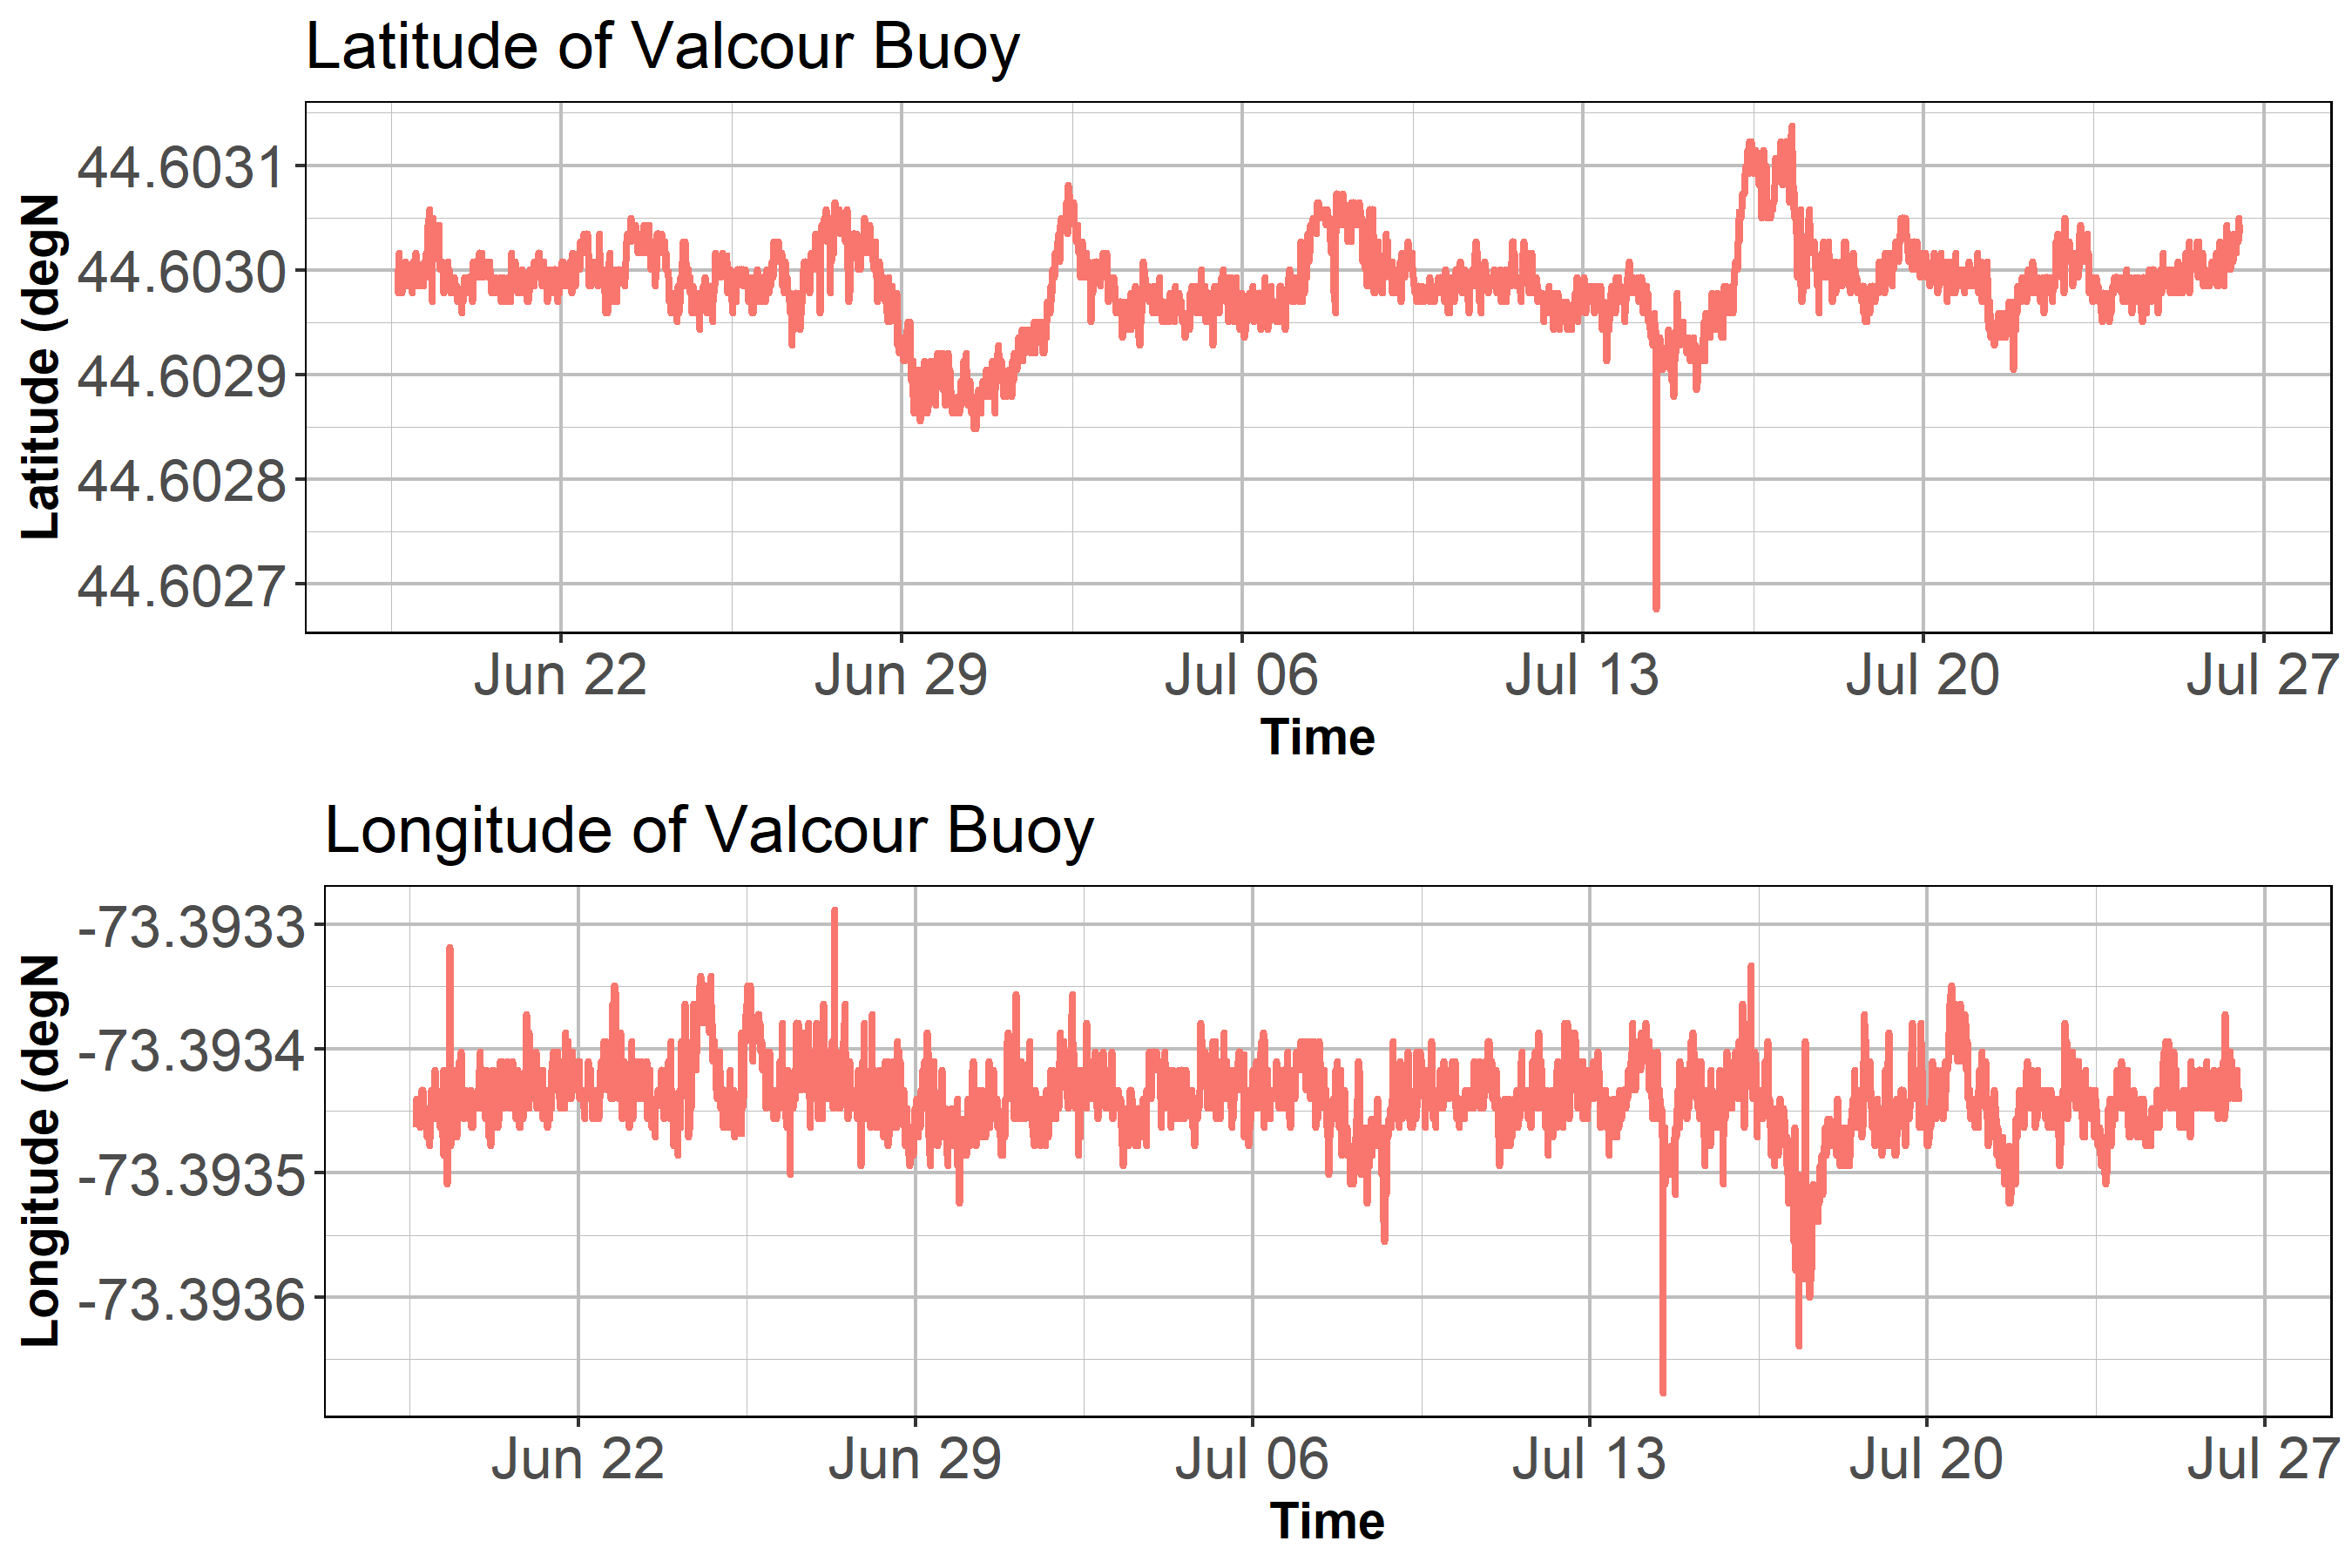 Latitude of Valcour Buoy
Latitude (degN
44.6031
44.6030
44.6029
44.6028
44.6027
Jun 22 Jun 29 Jul 06 Jul 13 Jul 20 Jul 27
Time
Longitude of Valcour Buoy
Longitude (degN
-73.3933
-73.3934
-73.3935
-73.3936
Jun 22 Jun 29 Jul 06 Jul 13 Jul 20 Jul 27
Time